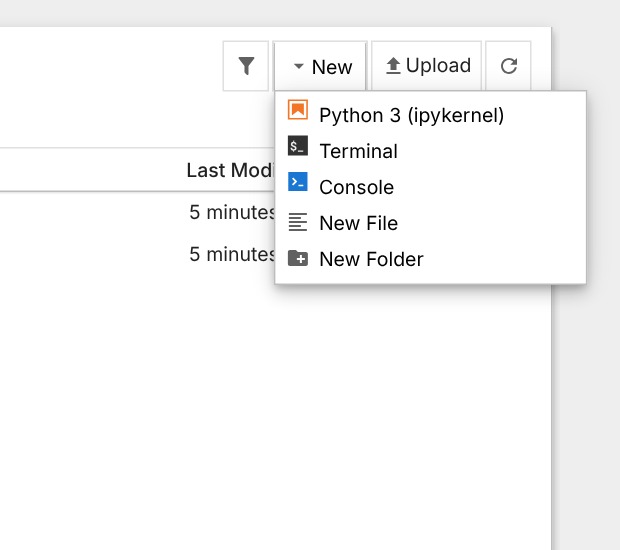 New Upload
Python 3 (ipykernel)
$_ Terminal
Console
New File
Last Modi
New Folder
5 minutes
5 minutes